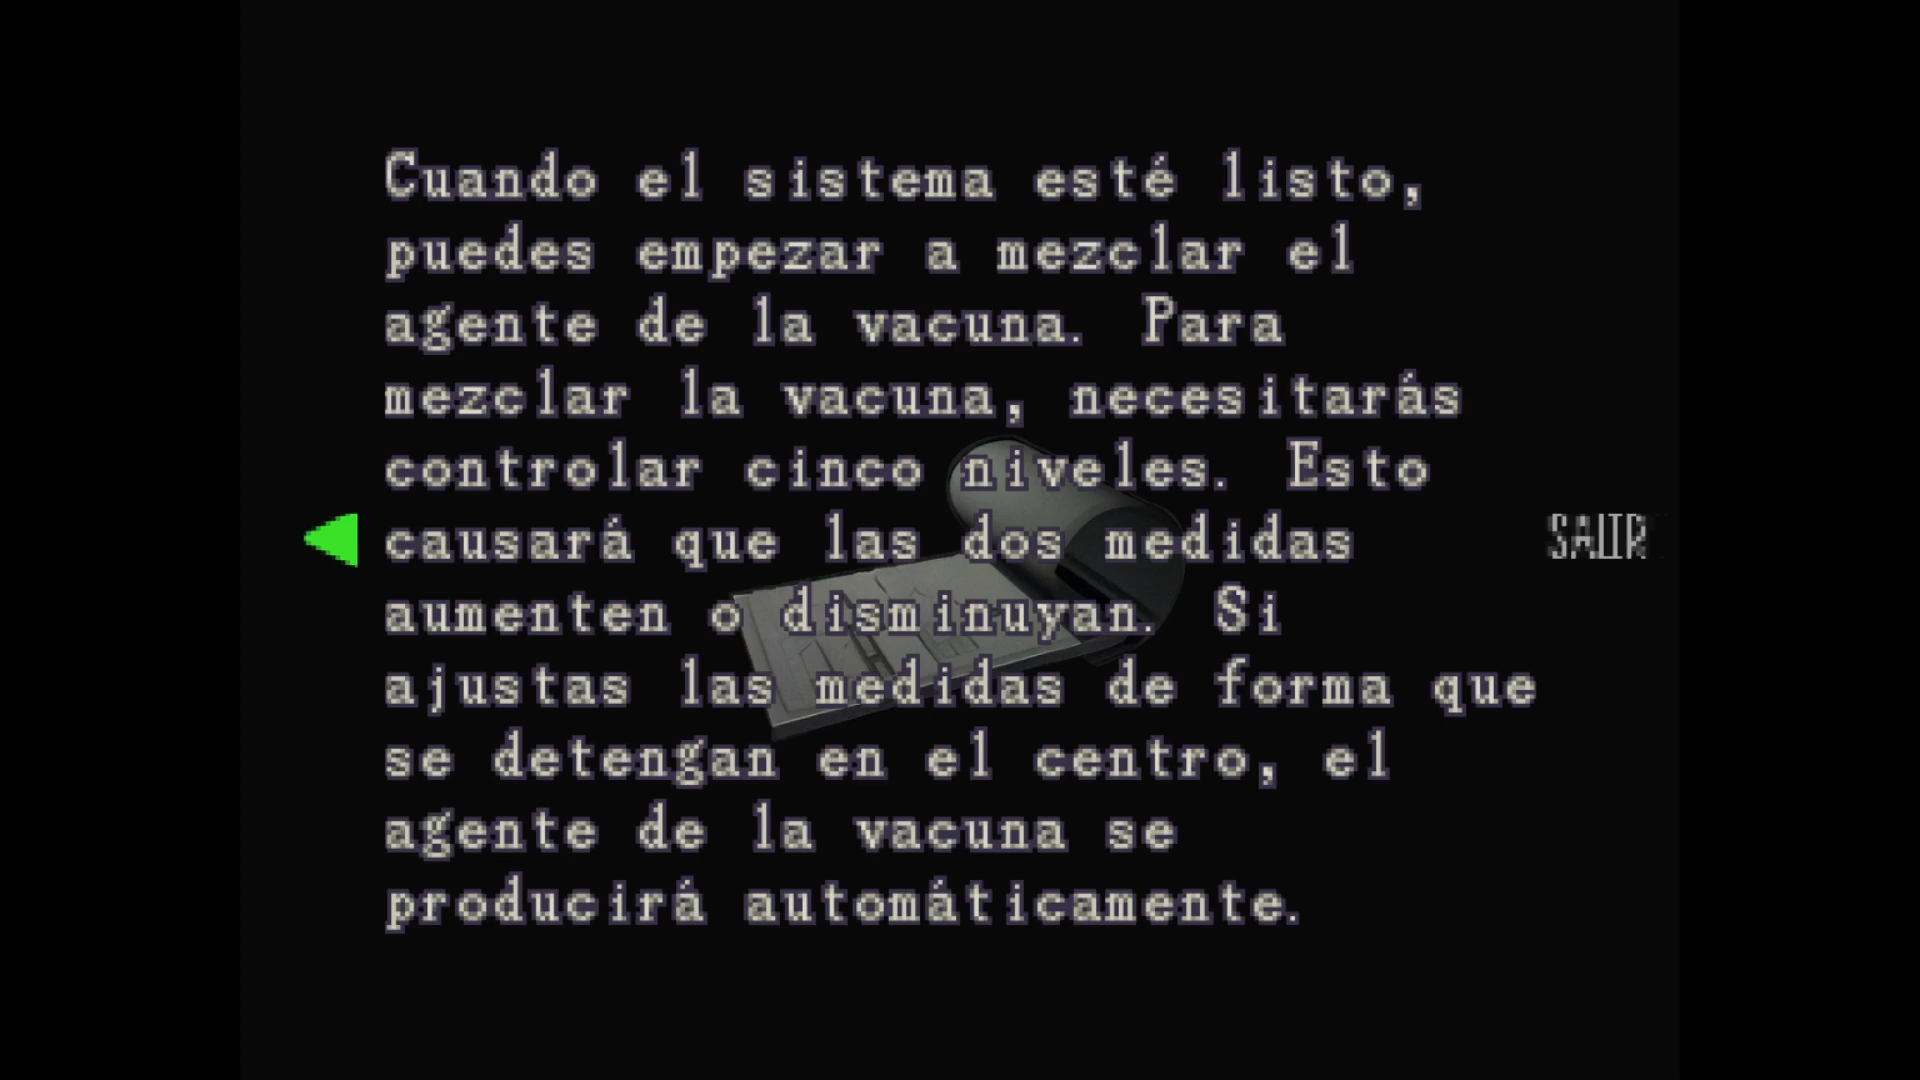 Cuando el sistema esté listo,
puedes empezar a mezclar el
agente de la vacuna. Para
mezclar la vacuna, necesitarás
controlar cinco niveles. Esto
causará que las dos medidas
aumenten o disminuyan. Si
ajustas las medidas de forma que
se detengan en el centro, el
agente de la vacuna se
producirá automáticamente.
SALIR